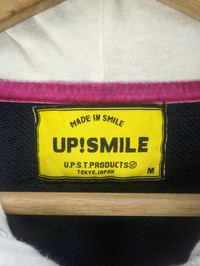 MADE IN SMILE
UP!SMILE
U.P.S.T.PRODUCTS
TOKYO.JAPAN
M